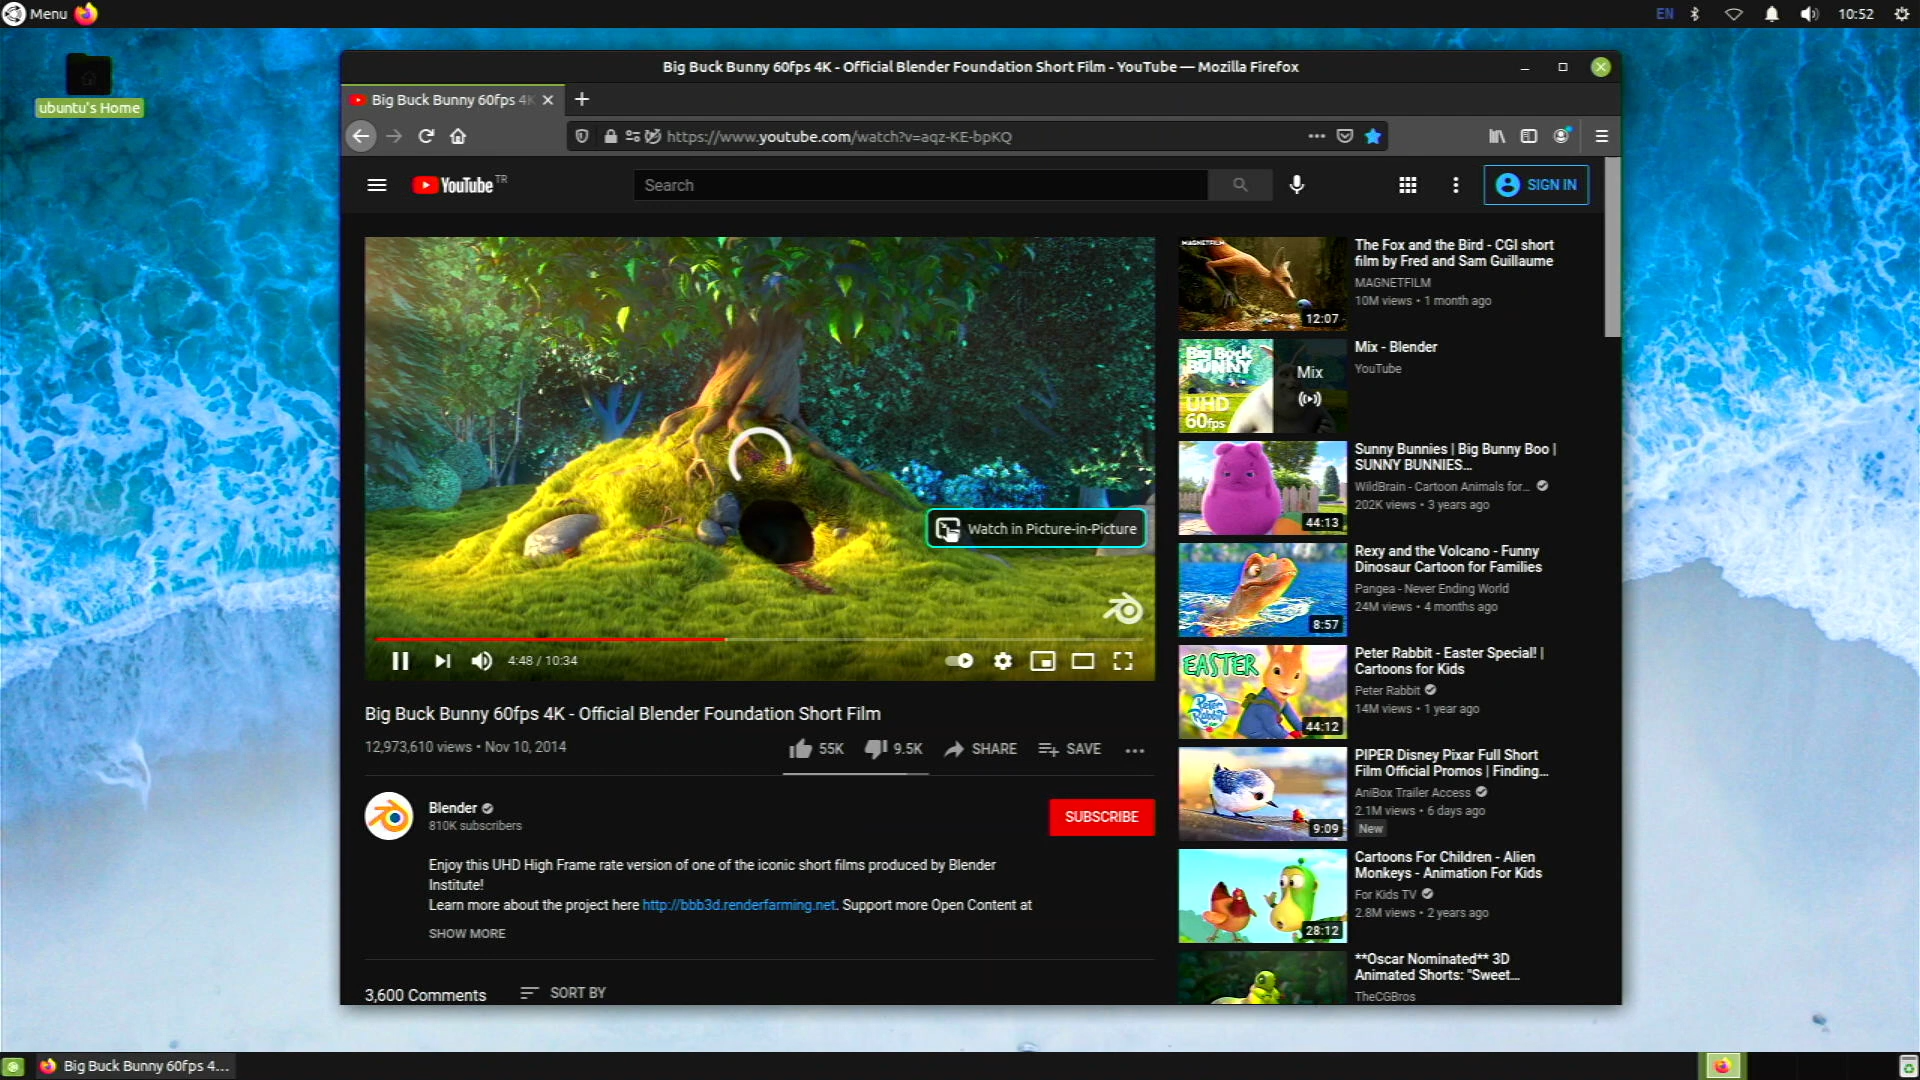 Menu
EN
10:52
ubuntu's Home
Big Buck Bunny 60fps 4K - Official Blender Foundation Short Film - YouTube — Mozilla Firefox
Big Buck Bunny 60fps 4K
https://www.youtube.com/watch?v=aqz-KE-bpKQ
YouTube TR
Search
SIGN IN
Watch in Picture-in-Picture
4:48 / 10:34
Big Buck Bunny 60fps 4K - Official Blender Foundation Short Film
12,973,610 views • Nov 10, 2014
55K
9.5K
SHARE
SAVE
Blender
810K subscribers
SUBSCRIBE
Enjoy this UHD High Frame rate version of one of the iconic short films produced by Blender
Institute!
Learn more about the project here http://bbb3d.renderfarming.net. Support more Open Content at
SHOW MORE
3,600 Comments
SORT BY
MAGNETFILM
12:07
The Fox and the Bird - CGI short
film by Fred and Sam Guillaume
MAGNETFILM
10M views • 1 month ago
Big Buck
BUNNY
UHD
60fps
Mix
Mix - Blender
YouTube
44:13
Sunny Bunnies | Big Bunny Boo |
SUNNY BUNNIES...
WildBrain - Cartoon Animals for...
202K views • 3 years ago
8:57
Rexy and the Volcano - Funny
Dinosaur Cartoon for Families
Pangea - Never Ending World
24M views • 4 months ago
EASTER
Peter
Rabbit
44:12
Peter Rabbit - Easter Special! |
Cartoons for Kids
Peter Rabbit
14M views • 1 year ago
9:09
PIPER Disney Pixar Full Short
Film Official Promos | Finding...
AniBox Trailer Access
2.1M views • 6 days ago
New
28:12
Cartoons For Children - Alien
Monkeys - Animation For Kids
For Kids TV
2.8M views • 2 years ago
**Oscar Nominated** 3D
Animated Shorts: "Sweet...
TheCGBros
Big Buck Bunny 60fps 4...